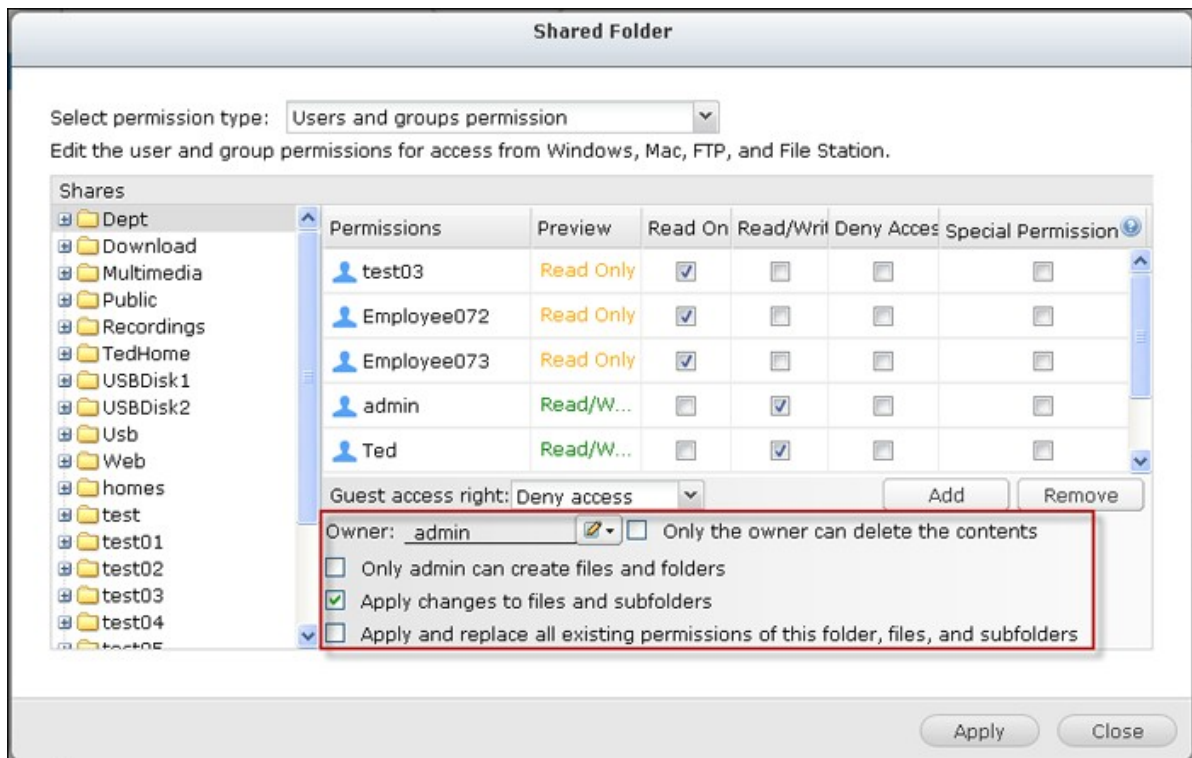 Shared Folder
Select permission type: Users and groups permission
Edit the user and group permissions for access from Windows, Mac, FTP, and File Station.
Shares
Dept
Download
Multimedia
Public
Recordings
TedHome
USBDisk1
USBDisk2
Usb
Web
homes
test
test01
test02
test03
test04
test05
Permissions Preview Read On Read/Writ Deny Acces Special Permission
test03 Read Only
Employee072 Read Only
Employee073 Read Only
admin Read/W...
Ted Read/W...
Guest access right: Deny access Add Remove
Owner: admin Only the owner can delete the contents
Only admin can create files and folders
Apply changes to files and subfolders
Apply and replace all existing permissions of this folder, files, and subfolders
Apply Close